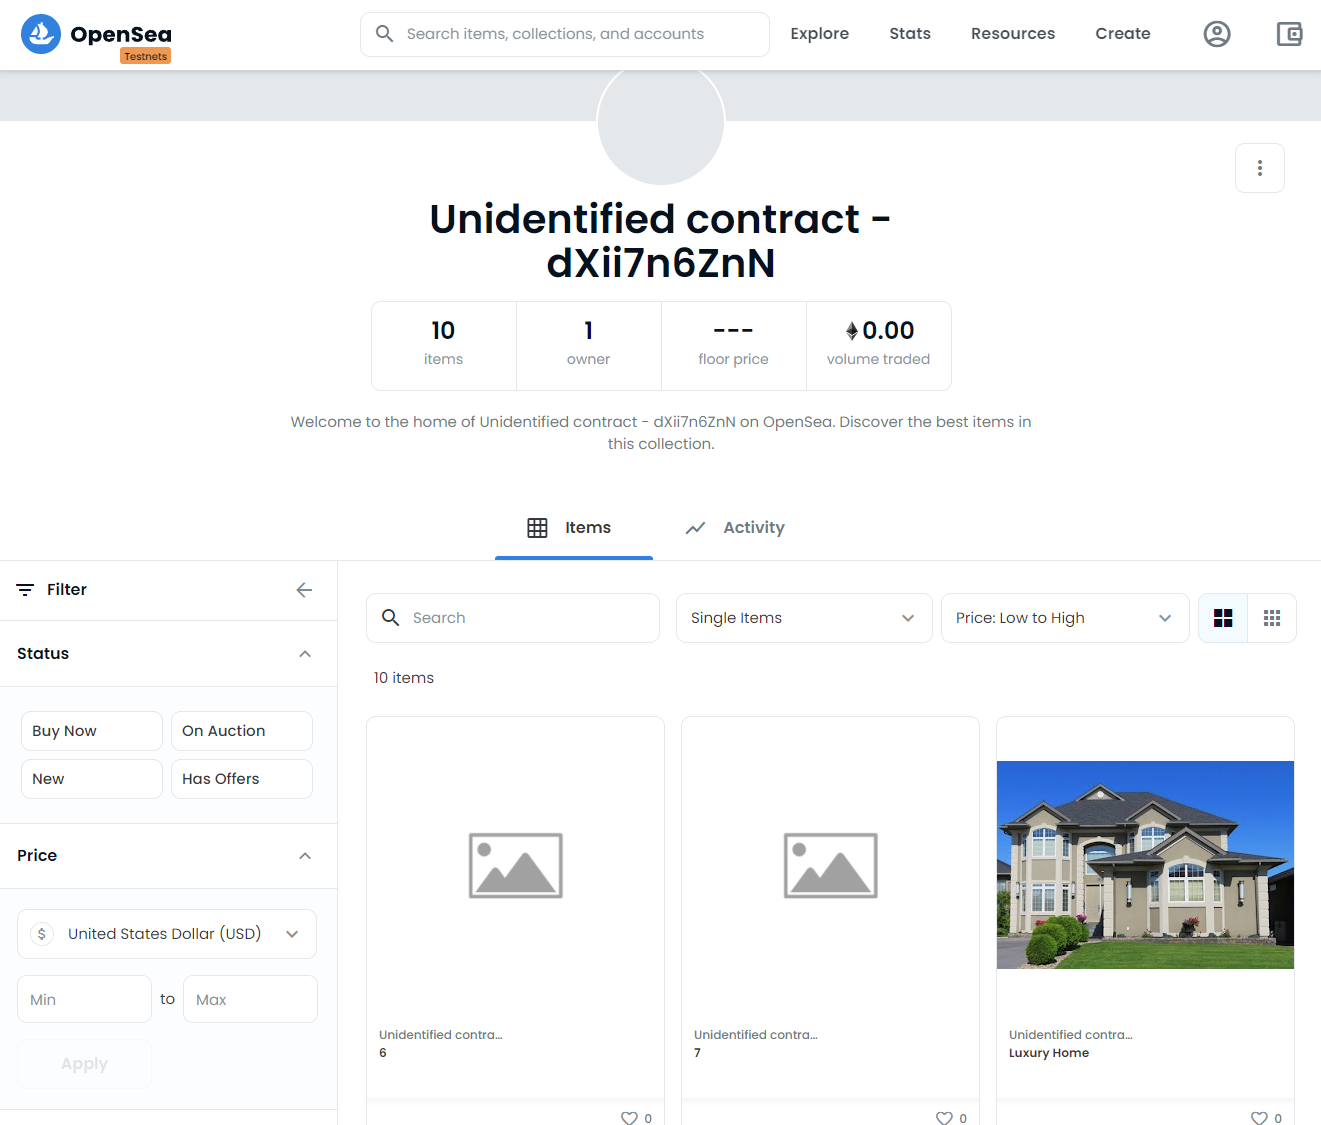 OpenSea
Testnets
Search items, collections, and accounts
Explore
Stats
Resources
Create
Unidentified contract -
dXii7n6ZnN
10
items
1
owner
---
floor price
0.00
volume traded
Welcome to the home of Unidentified contract - dXii7n6ZnN on OpenSea. Discover the best items in
this collection.
Items
Activity
Filter
Status
Buy Now
On Auction
New
Has Offers
Price
$ United States Dollar (USD)
Min
to
Max
Apply
Search
Single Items
Price: Low to High
10 items
Unidentified contra...
6
0
Unidentified contra...
7
0
Unidentified contra...
Luxury Home
0